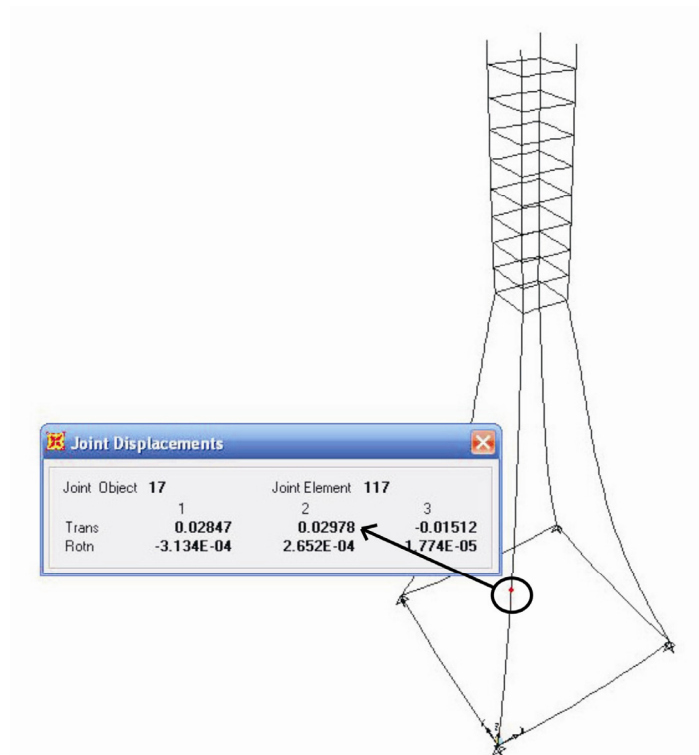 Joint Displacements
Joint Object 17 Joint Element 117
1 2 3
Trans 0.02847 0.02978 -0.01512
Rotn -3.134E-04 2.652E-04 1.774E-05